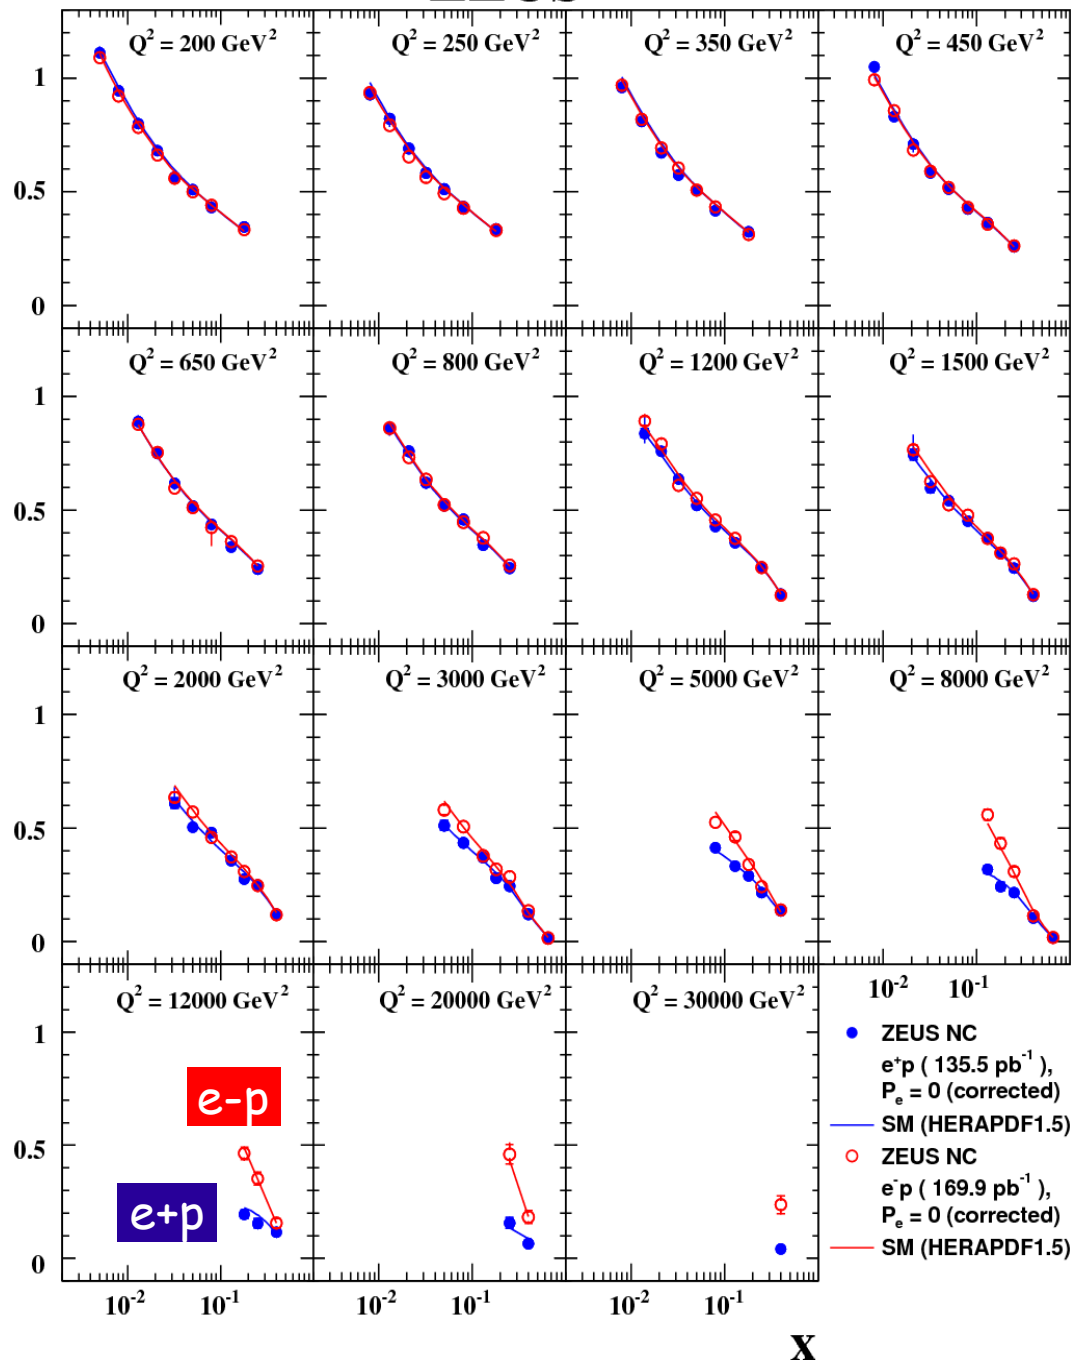 Q² = 200 GeV²
Q² = 250 GeV²
Q² = 350 GeV²
Q² = 450 GeV²
1
0.5
0
Q² = 650 GeV²
Q² = 800 GeV²
Q² = 1200 GeV²
Q² = 1500 GeV²
1
0.5
0
Q² = 2000 GeV²
Q² = 3000 GeV²
Q² = 5000 GeV²
Q² = 8000 GeV²
1
0.5
0
10⁻² 10⁻¹
Q² = 12000 GeV²
Q² = 20000 GeV²
Q² = 30000 GeV²
1
0.5
0
e-p
e+p
10⁻² 10⁻¹
10⁻² 10⁻¹
10⁻² 10⁻¹
x
ZEUS NC
e⁺p ( 135.5 pb⁻¹ ),
Pₑ = 0 (corrected)
SM (HERAPDF1.5)
ZEUS NC
e⁻p ( 169.9 pb⁻¹ ),
Pₑ = 0 (corrected)
SM (HERAPDF1.5)